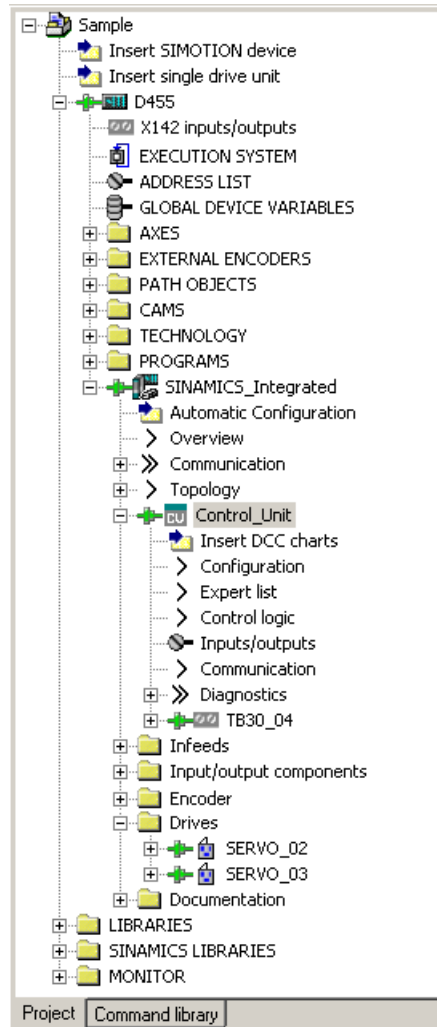 Sample
Insert SIMOTION device
Insert single drive unit
D455
X142 inputs/outputs
EXECUTION SYSTEM
ADDRESS LIST
GLOBAL DEVICE VARIABLES
AXES
EXTERNAL ENCODERS
PATH OBJECTS
CAMS
TECHNOLOGY
PROGRAMS
SINAMICS_Integrated
Automatic Configuration
Overview
Communication
Topology
CU Control_Unit
Insert DCC charts
Configuration
Expert list
Control logic
Inputs/outputs
Communication
Diagnostics
TB30_04
Infeeds
Input/output components
Encoder
Drives
SERVO_02
SERVO_03
Documentation
LIBRARIES
SINAMICS LIBRARIES
MONITOR
Project Command library